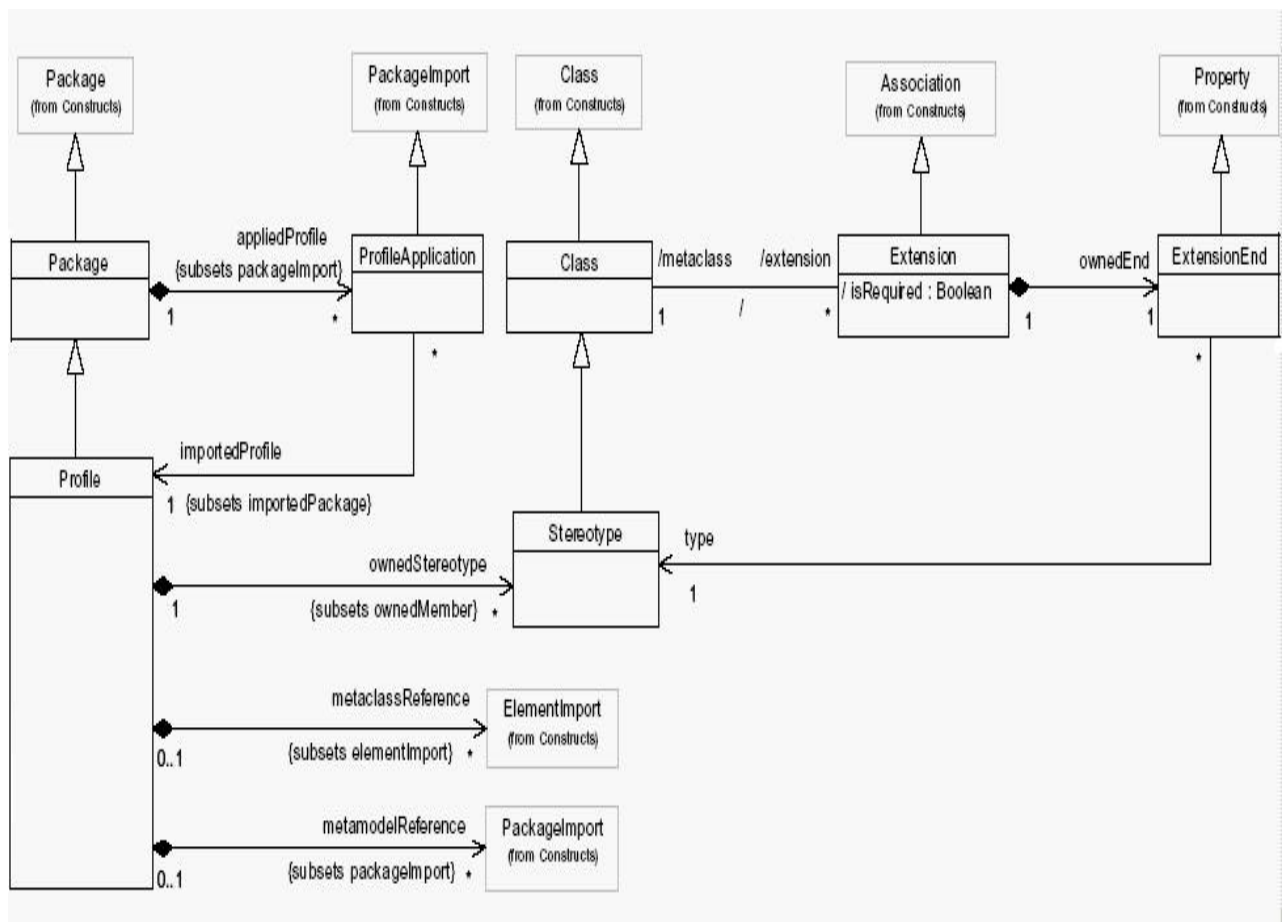 Package
(from Constructs)
PackageImport
(from Constructs)
Class
(from Constructs)
Association
(from Constructs)
Property
(from Constructs)
Package
appliedProfile
{subsets packageImport}
1
*
ProfileApplication
*
Class
/metaclass
/extension
1
/
*
Extension
/ isRequired : Boolean
ownedEnd
1
1
ExtensionEnd
*
importedProfile
1
{subsets importedPackage}
Profile
ownedStereotype
1
{subsets ownedMember}
*
Stereotype
type
1
metaclassReference
0..1
{subsets elementImport}
*
ElementImport
(from Constructs)
metamodelReference
0..1
{subsets packageImport}
*
PackageImport
(from Constructs)